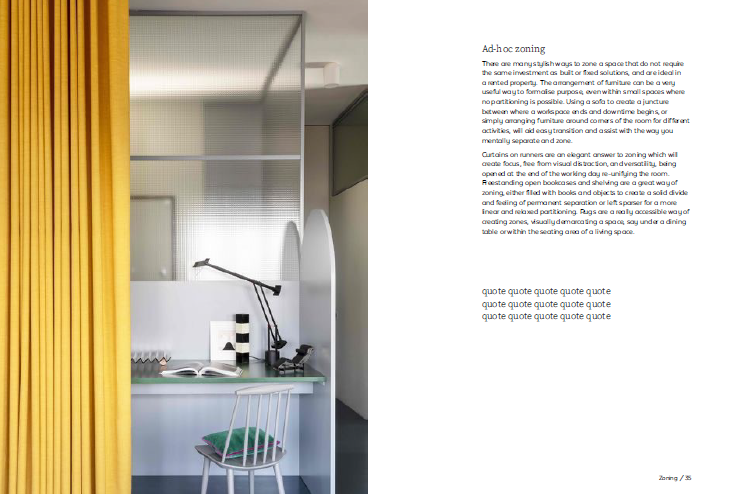 Ad-hoc zoning
There are many stylish ways to zone a space that do not require
the same investment as built or fixed solutions, and are ideal in
a rented property. The arrangement of furniture can be a very
useful way to formalise purpose, even within small spaces where
no partitioning is possible. Using a sofa to create a juncture
between where a workspace ends and downtime begins, or
simply arranging furniture around corners of the room for different
activities, will aid easy transition and assist with the way you
mentally separate and zone.
Curtains on runners are an elegant answer to zoning which will
create focus, free from visual distraction, and versatility, being
opened at the end of the working day re-unifying the room.
Freestanding open bookcases and shelving are a great way of
zoning, either filled with books and objects to create a solid divide
and feeling of permanent separation or left sparser for a more
linear and relaxed partitioning. Rugs are a really accessible way of
creating zones, visually demarcating a space, say under a dining
table or within the seating area of a living space.
quote quote quote quote quote
quote quote quote quote quote
quote quote quote quote quote
Zoning / 35